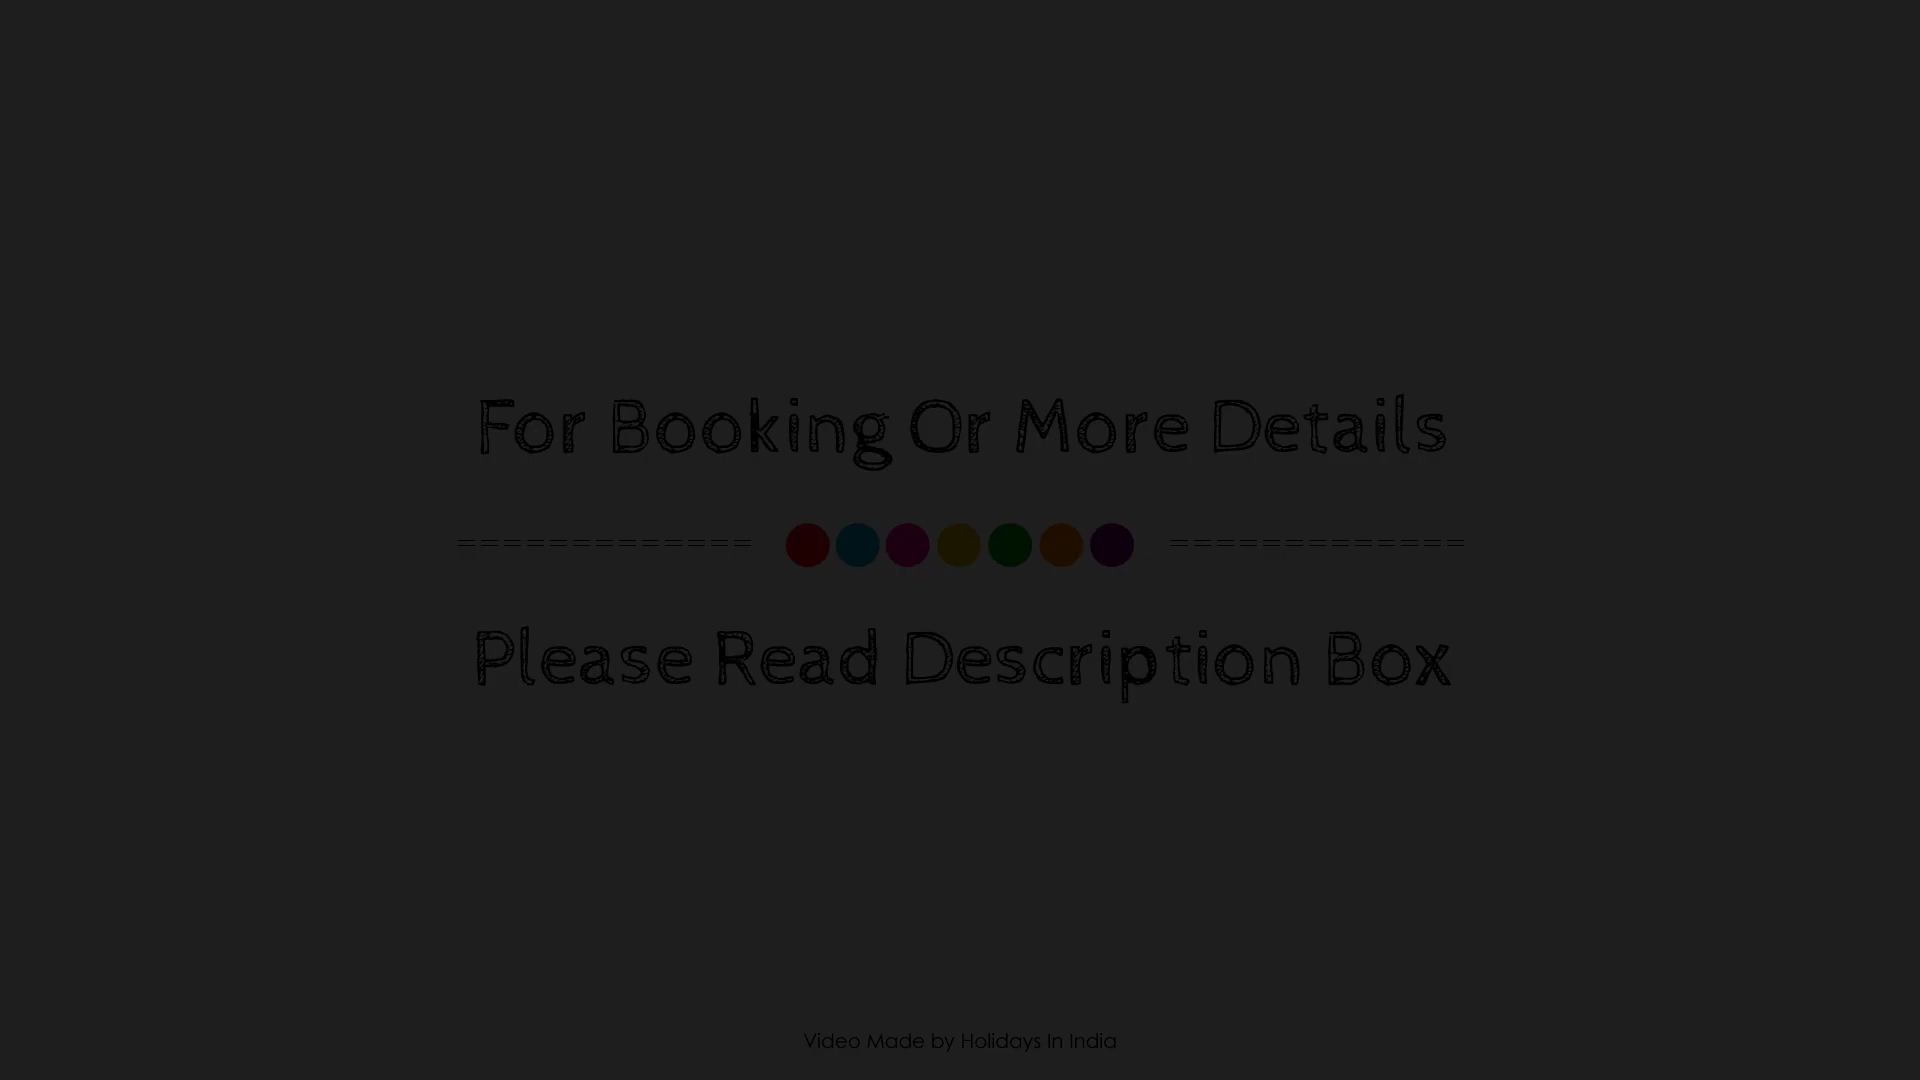 For Booking Or More Details
============= =============
Please Read Description Box
Video Made by Holidays In India